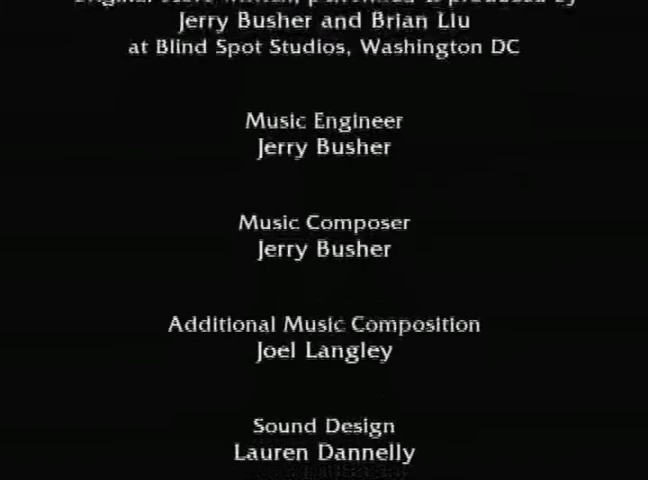 Jerry Busher and Brian Liu
at Blind Spot Studios, Washington DC
Music Engineer
Jerry Busher
Music Composer
Jerry Busher
Additional Music Composition
Joel Langley
Sound Design
Lauren Dannelly